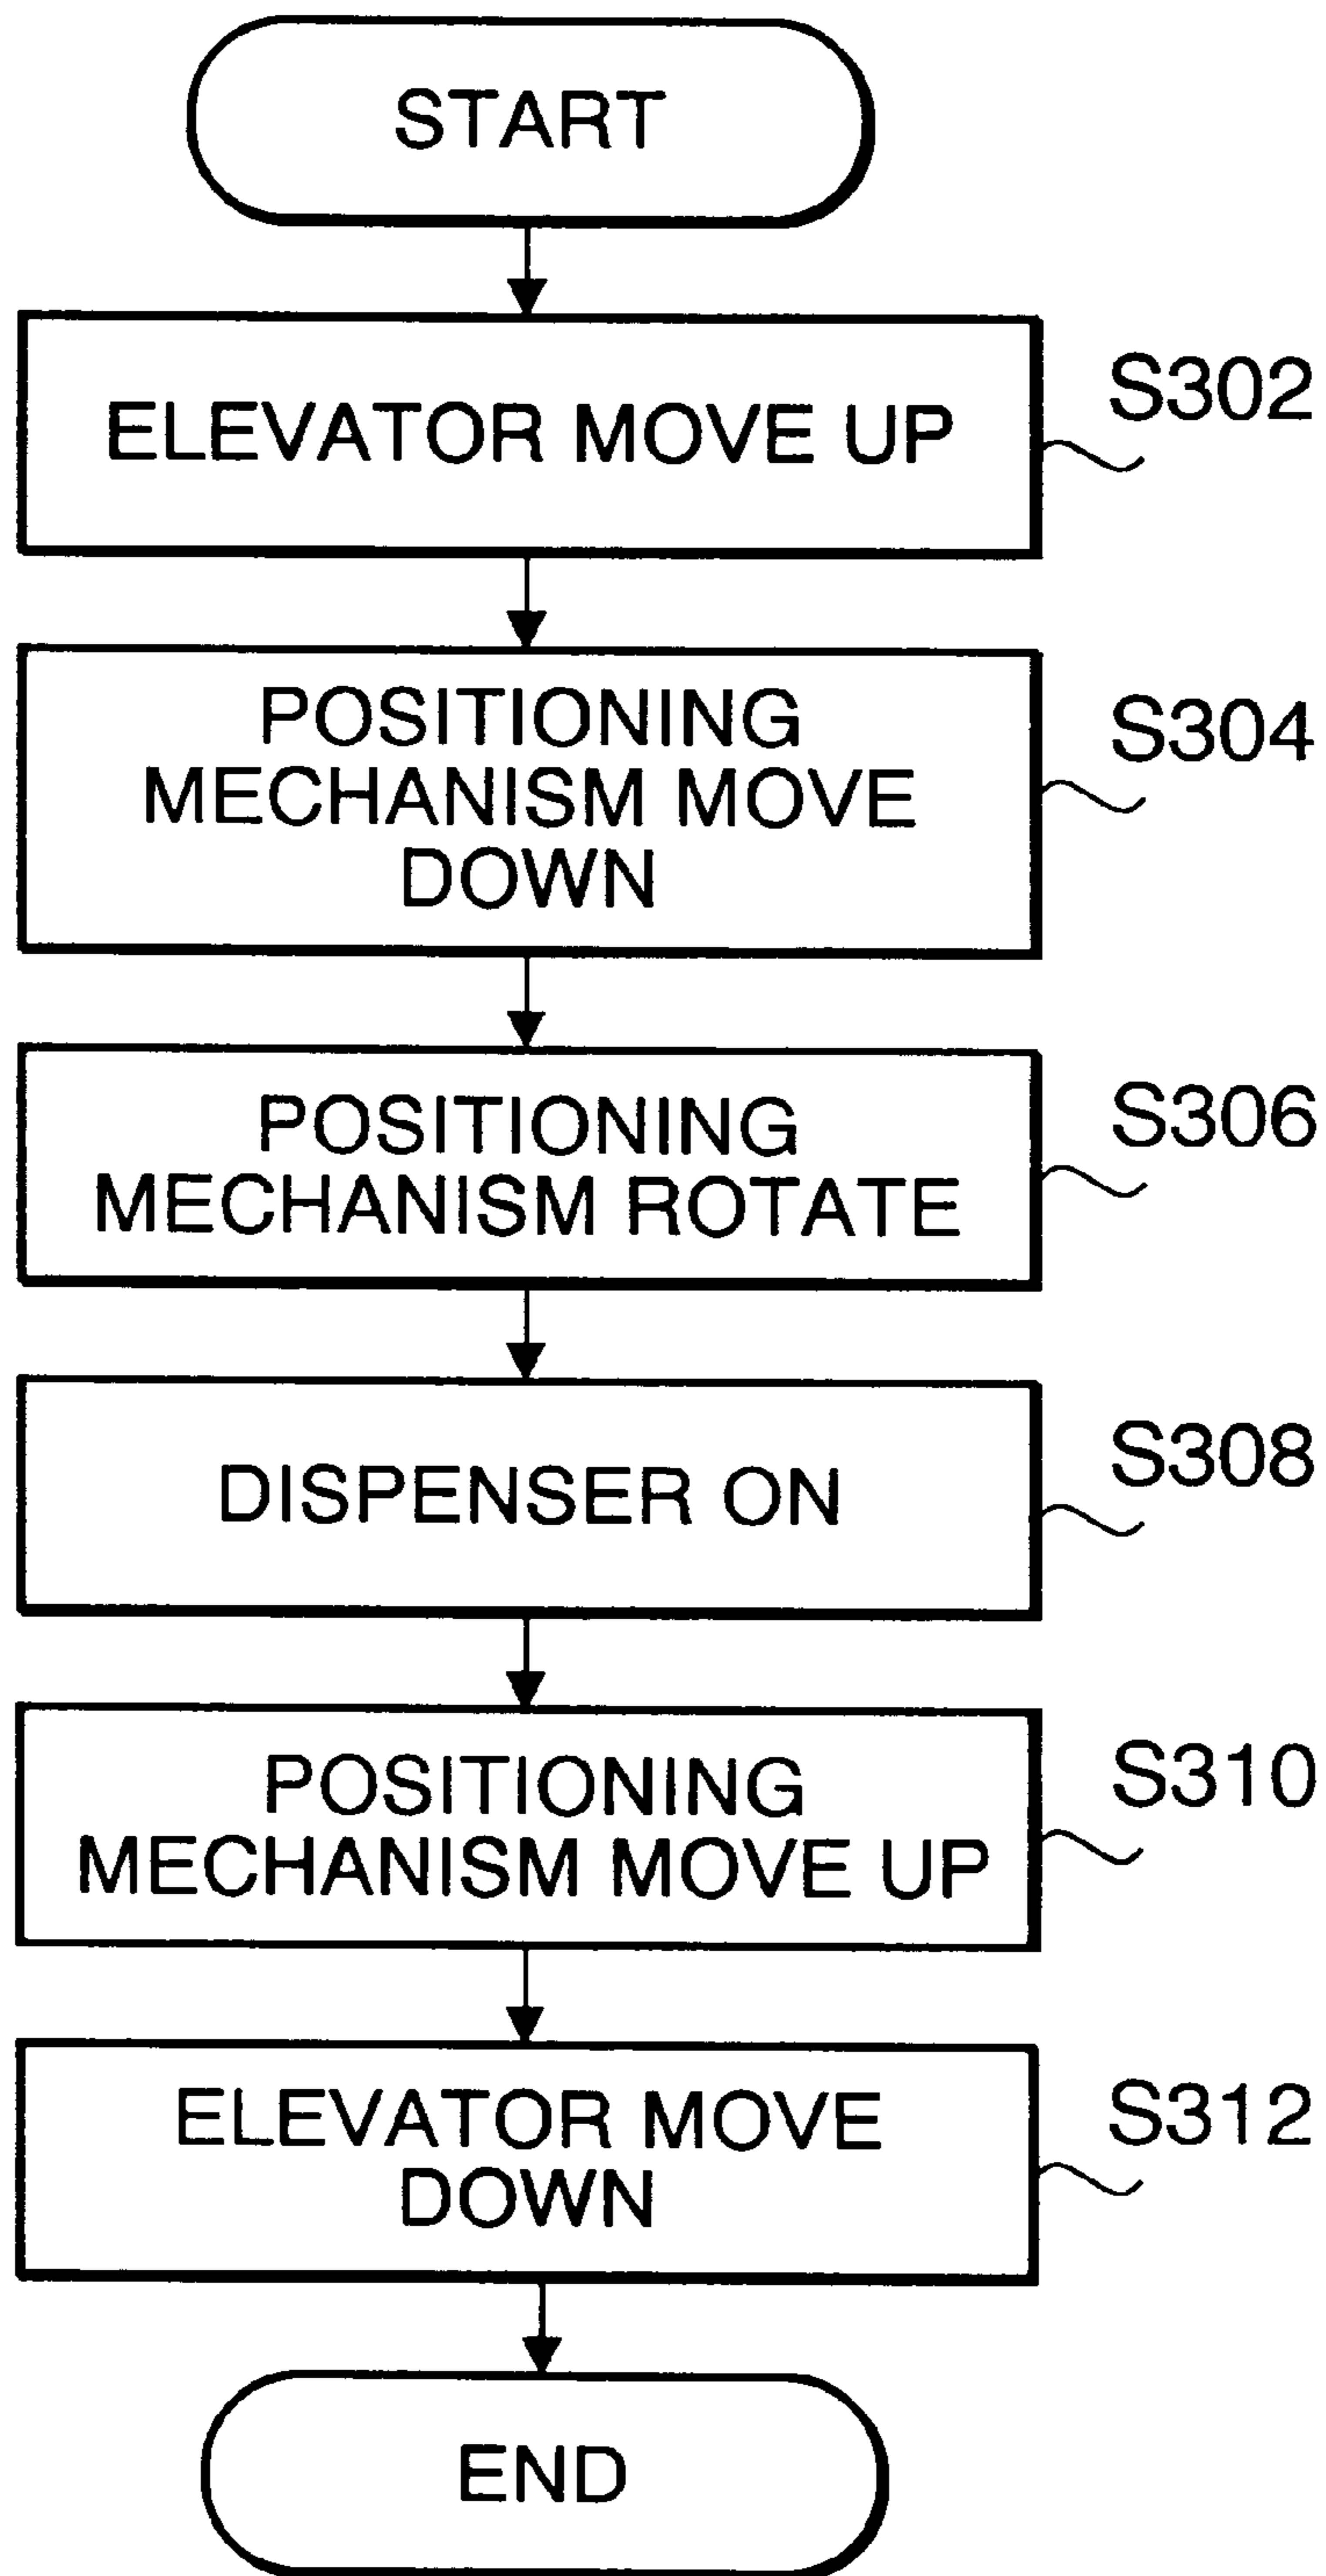 START
ELEVATOR MOVE UP
S302
POSITIONING
MECHANISM MOVE
DOWN
S304
POSITIONING
MECHANISM ROTATE
S306
DISPENSER ON
S308
POSITIONING
MECHANISM MOVE UP
S310
ELEVATOR MOVE
DOWN
S312
END